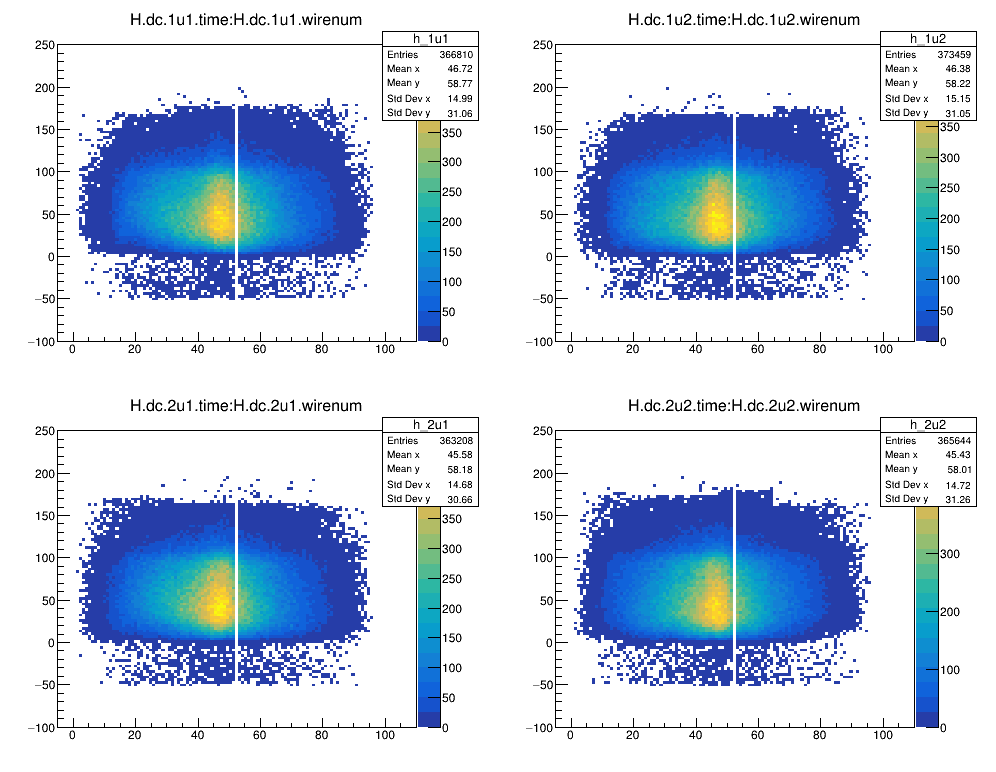 H.dc.1u1.time:H.dc.1u1.wirenum
h_1u1
Entries 366810
Mean x 46.72
Mean y 58.77
Std Dev x 14.99
Std Dev y 31.06
250
200
150
100
50
0
−50
−100
0 20 40 60 80 100
350
300
250
200
150
100
50
0
H.dc.1u2.time:H.dc.1u2.wirenum
h_1u2
Entries 373459
Mean x 46.38
Mean y 58.22
Std Dev x 15.15
Std Dev y 31.05
250
200
150
100
50
0
−50
−100
0 20 40 60 80 100
350
300
250
200
150
100
50
0
H.dc.2u1.time:H.dc.2u1.wirenum
h_2u1
Entries 363208
Mean x 45.58
Mean y 58.18
Std Dev x 14.68
Std Dev y 30.66
250
200
150
100
50
0
−50
−100
0 20 40 60 80 100
350
300
250
200
150
100
50
0
H.dc.2u2.time:H.dc.2u2.wirenum
h_2u2
Entries 365644
Mean x 45.43
Mean y 58.01
Std Dev x 14.72
Std Dev y 31.26
250
200
150
100
50
0
−50
−100
0 20 40 60 80 100
300
200
100
0